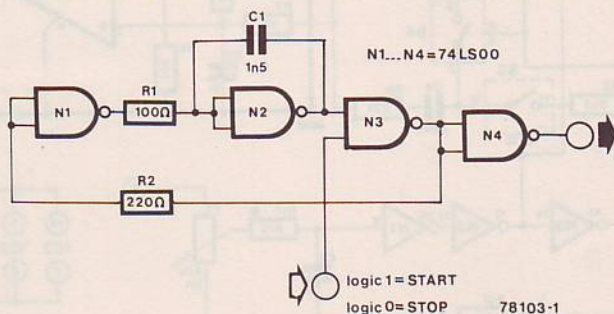 C1
1n5
N1...N4=74LS00
R1
100Ω
N1
N2
N3
N4
R2
220Ω
logic 1= START
logic 0= STOP
78103-1